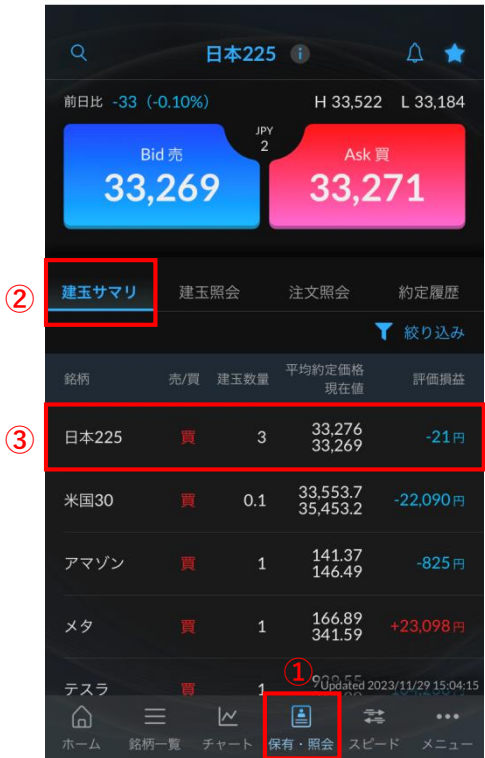 日本225
前日比 -33 (-0.10%) H 33,522 L 33,184
JPY
2
Bid 売 Ask 買
33,269 33,271
② 建玉サマリ 建玉照会 注文照会 約定履歴
絞り込み
銘柄 売/買 建玉数量 平均約定価格 評価損益
現在値
③ 日本225 買 3 33,276 -21円
33,269
米国30 買 0.1 33,553.7 -22,090円
35,453.2
アマゾン 買 1 141.37 -825円
146.49
メタ 買 1 166.89 +23,098円
341.59
①
テスラ 買 1
Updated 2023/11/29 15:04:15
ホーム 銘柄一覧 チャート 保有・照会 スピード メニュー